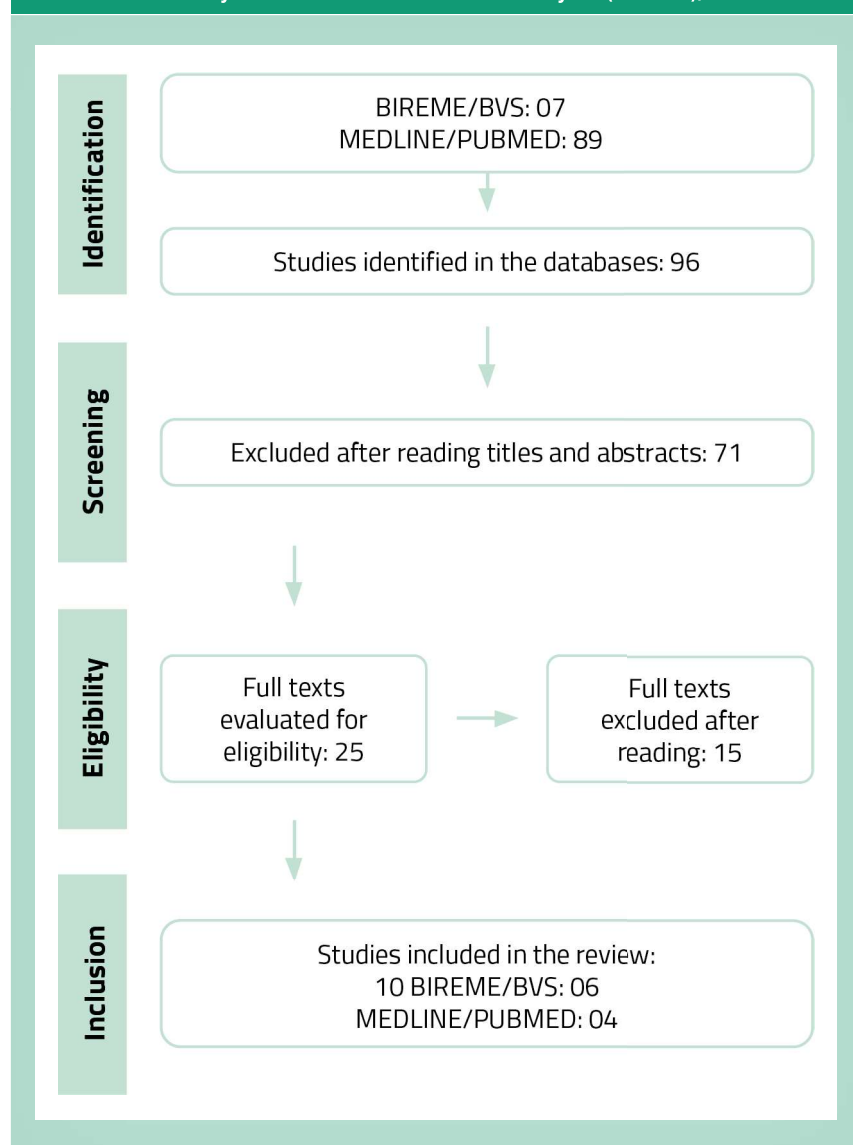 Identification
BIREME/BVS: 07
MEDLINE/PUBMED: 89
Studies identified in the databases: 96
Screening
Excluded after reading titles and abstracts: 71
Eligibility
Full texts
evaluated for
eligibility: 25
Full texts
excluded after
reading: 15
Inclusion
Studies included in the review:
10 BIREME/BVS: 06
MEDLINE/PUBMED: 04